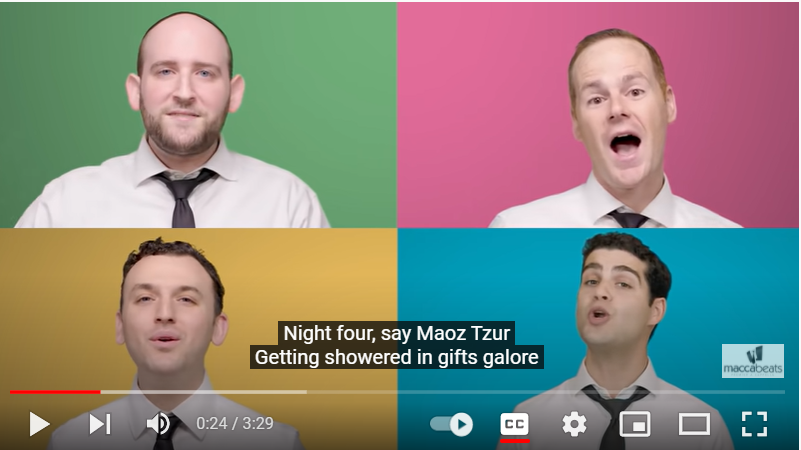 Night four, say Maoz Tzur
Getting showered in gifts galore
maccabeats
0:24 / 3:29
CC